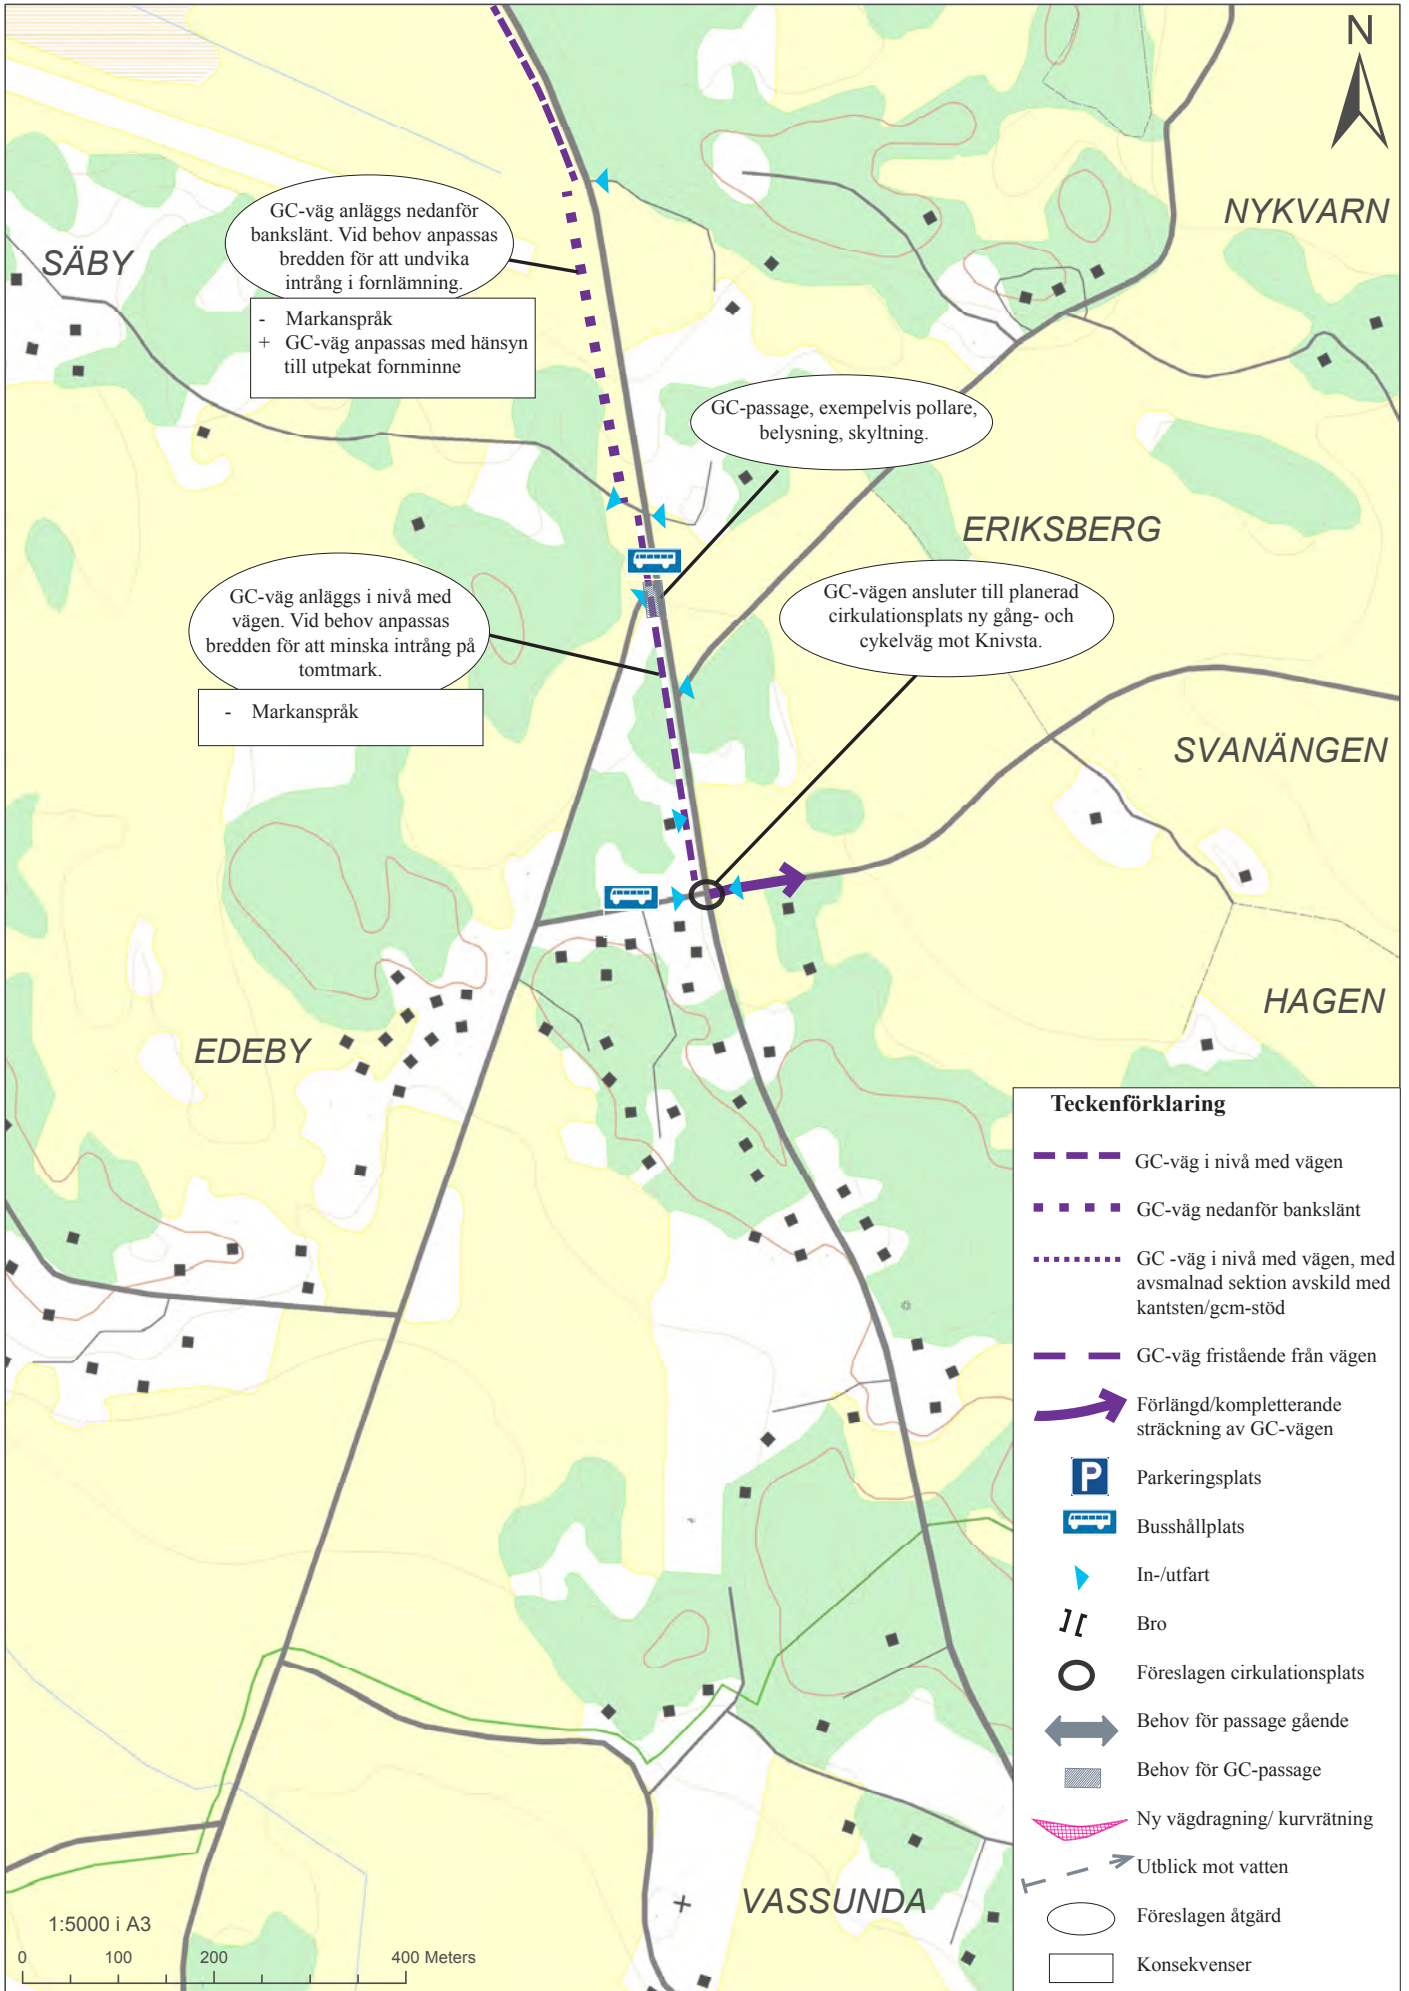 N
NYKVARN
GC-väg anläggs nedanför
bankslänt. Vid behov anpassas
bredden för att undvika
intrång i fornlämning.
SÄBY
- Markanspråk
+ GC-väg anpassas med hänsyn
till utpekat fornminne
GC-passage, exempelvis pollare,
belysning, skyltning.
ERIKSBERG
GC-väg anläggs i nivå med
vägen. Vid behov anpassas
bredden för att minska intrång på
tomtmark.
- Markanspråk
GC-vägen ansluter till planerad
cirkulationsplats ny gång- och
cykelväg mot Knivsta.
SVANÄNGEN
HAGEN
EDEBY
Teckenförklaring
GC-väg i nivå med vägen
GC-väg nedanför bankslänt
GC -väg i nivå med vägen, med
avsmalnad sektion avskild med
kantsten/gcm-stöd
GC-väg fristående från vägen
Förlängd/kompletterande
sträckning av GC-vägen
P
Parkeringsplats
Busshållplats
In-/utfart
Bro
Föreslagen cirkulationsplats
Behov för passage gående
Behov för GC-passage
Ny vägdragning/ kurvrätning
Utblick mot vatten
Föreslagen åtgärd
Konsekvenser
VASSUNDA
1:5000 i A3
0 100 200 400 Meters